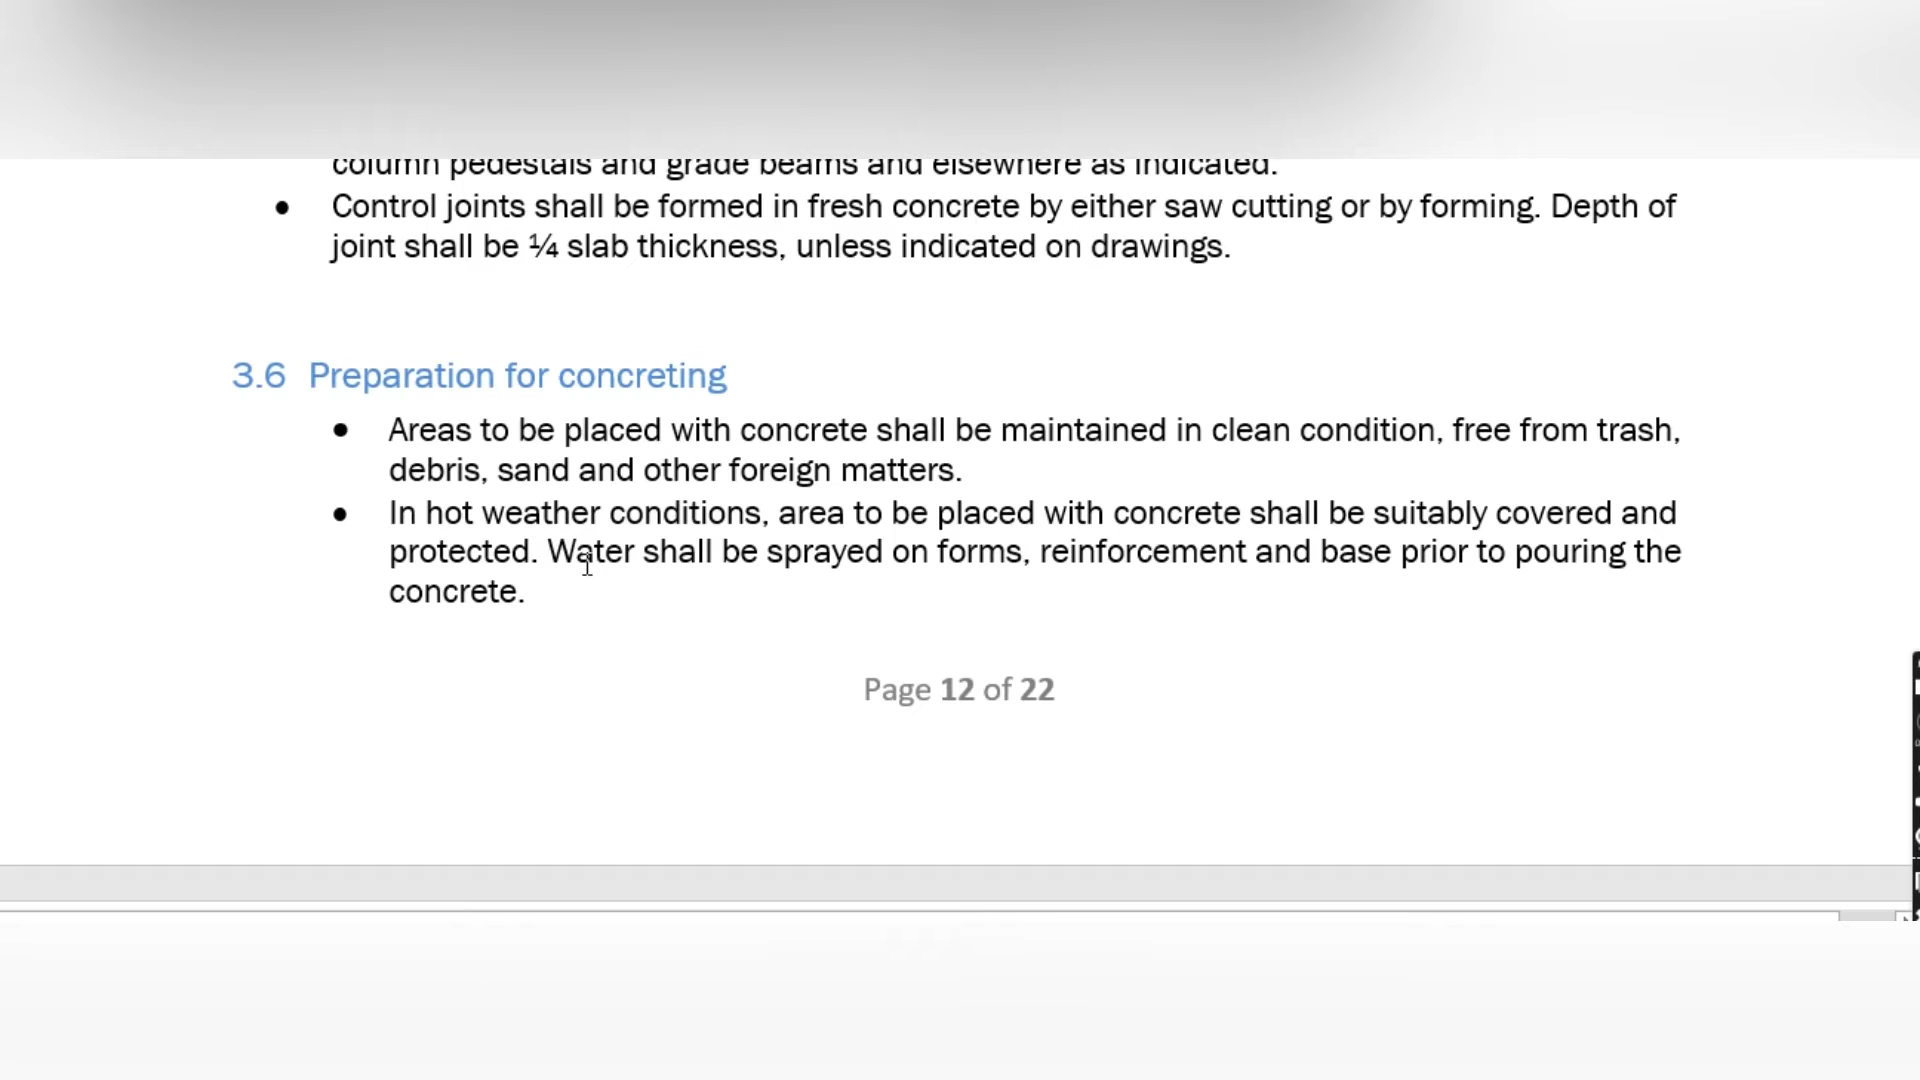 column pedestals and grade beams and elsewhere as indicated.
● Control joints shall be formed in fresh concrete by either saw cutting or by forming. Depth of
joint shall be ¼ slab thickness, unless indicated on drawings.
3.6 Preparation for concreting
● Areas to be placed with concrete shall be maintained in clean condition, free from trash,
debris, sand and other foreign matters.
● In hot weather conditions, area to be placed with concrete shall be suitably covered and
protected. Water shall be sprayed on forms, reinforcement and base prior to pouring the
concrete.
Page 12 of 22